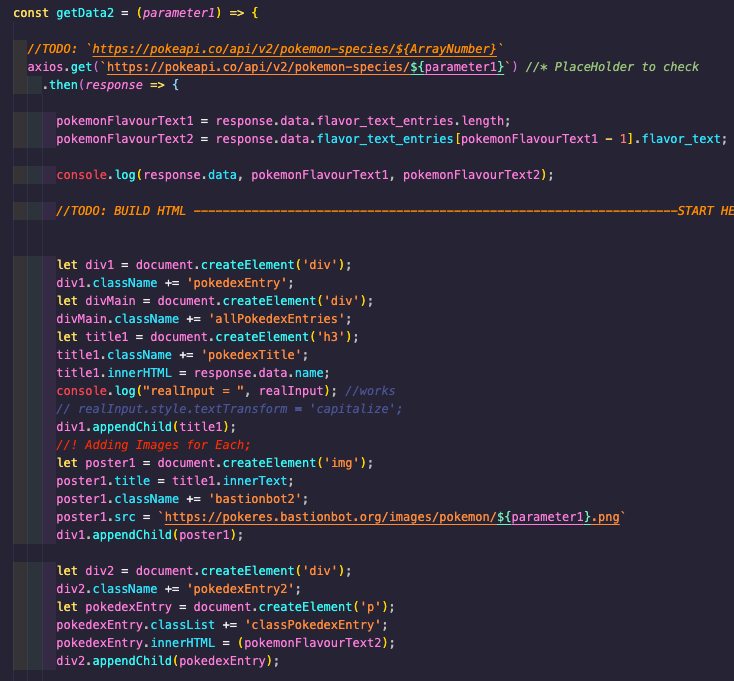 const getData2 = (parameter1) => {
//TODO: `https://pokeapi.co/api/v2/pokemon-species/${ArrayNumber}`
axios.get(`https://pokeapi.co/api/v2/pokemon-species/${parameter1}`) //* PlaceHolder to check
.then(response => {
pokemonFlavourText1 = response.data.flavor_text_entries.length;
pokemonFlavourText2 = response.data.flavor_text_entries[pokemonFlavourText1 - 1].flavor_text;
console.log(response.data, pokemonFlavourText1, pokemonFlavourText2);
//TODO: BUILD HTML -------------------------------------------------------------------START HE
let div1 = document.createElement('div');
div1.className += 'pokedexEntry';
let divMain = document.createElement('div');
divMain.className += 'allPokedexEntries';
let title1 = document.createElement('h3');
title1.className += 'pokedexTitle';
title1.innerHTML = response.data.name;
console.log("realInput = ", realInput); //works
// realInput.style.textTransform = 'capitalize';
div1.appendChild(title1);
//! Adding Images for Each;
let poster1 = document.createElement('img');
poster1.title = title1.innerText;
poster1.className += 'bastionbot2';
poster1.src = `https://pokeres.bastionbot.org/images/pokemon/${parameter1}.png`
div1.appendChild(poster1);
let div2 = document.createElement('div');
div2.className += 'pokedexEntry2';
let pokedexEntry = document.createElement('p');
pokedexEntry.classList += 'classPokedexEntry';
pokedexEntry.innerHTML = (pokemonFlavourText2);
div2.appendChild(pokedexEntry);